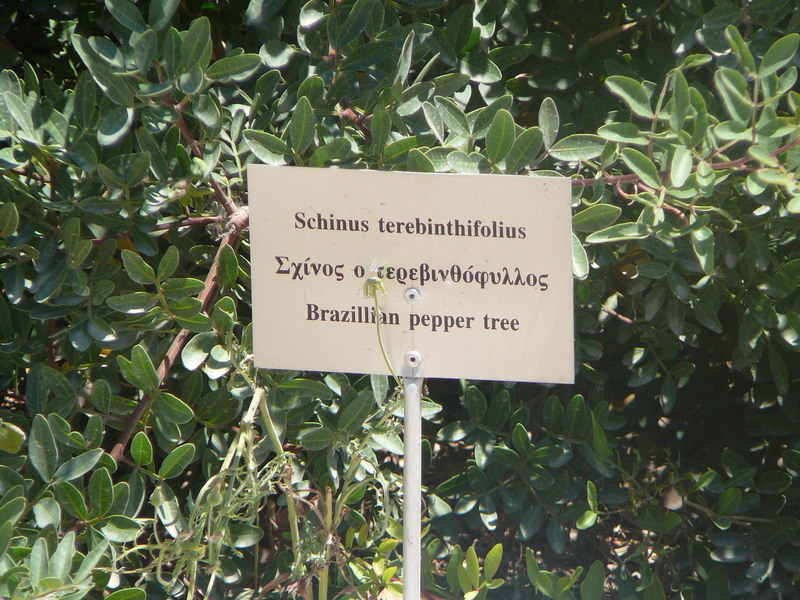 Schinus terebinthifolius
Σχίνος ο τερεβινθόφυλλος
Brazillian pepper tree